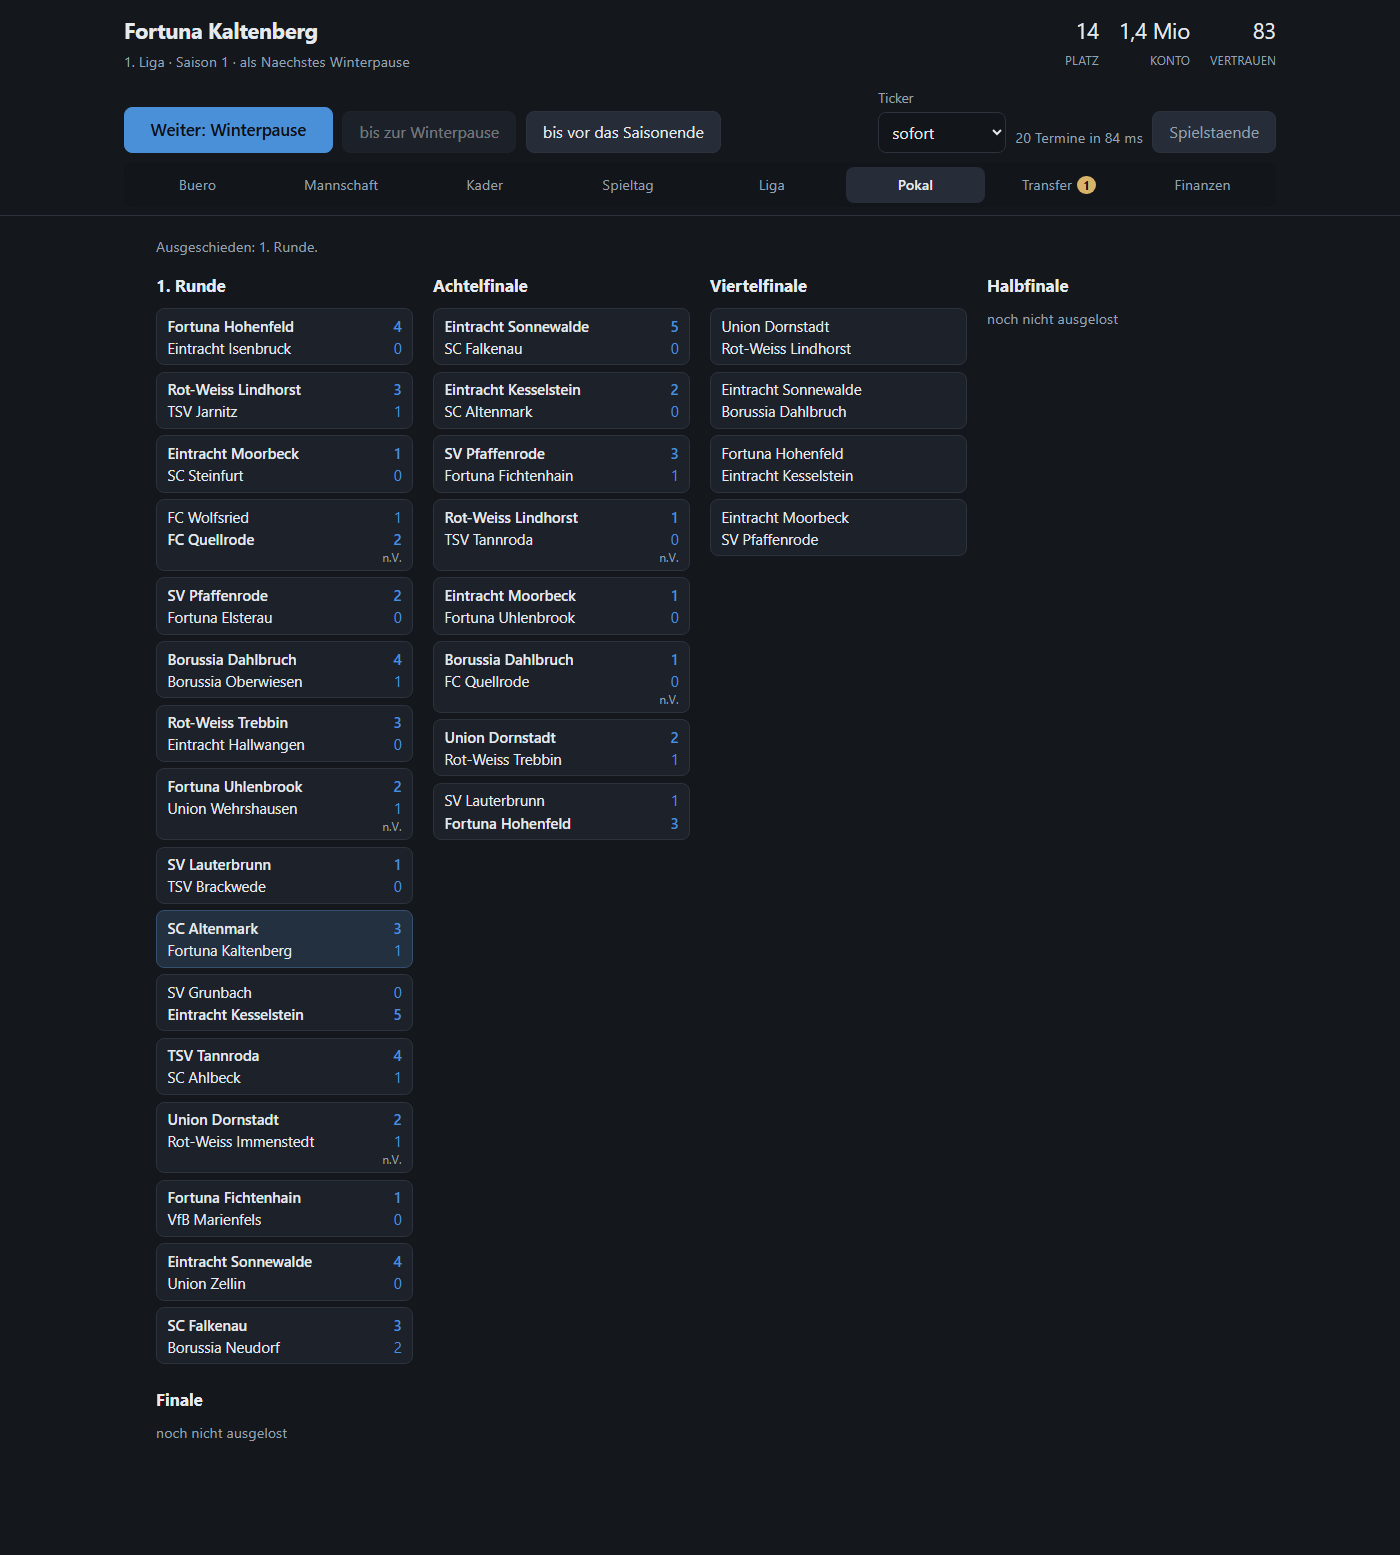 Fortuna Kaltenberg
1. Liga · Saison 1 · als Naechstes Winterpause
14 1,4 Mio 83
PLATZ KONTO VERTRAUEN
Ticker
Weiter: Winterpause bis zur Winterpause bis vor das Saisonende sofort 20 Termine in 84 ms Spielstaende
Buero Mannschaft Kader Spieltag Liga Pokal Transfer 1 Finanzen
Ausgeschieden: 1. Runde.
1. Runde
Fortuna Hohenfeld 4
Eintracht Isenbruck 0
Rot-Weiss Lindhorst 3
TSV Jarnitz 1
Eintracht Moorbeck 1
SC Steinfurt 0
FC Wolfsried 1
FC Quellrode 2
n.V.
SV Pfaffenrode 2
Fortuna Elsterau 0
Borussia Dahlbruch 4
Borussia Oberwiesen 1
Rot-Weiss Trebbin 3
Eintracht Hallwangen 0
Fortuna Uhlenbrook 2
Union Wehrshausen 1
n.V.
SV Lauterbrunn 1
TSV Brackwede 0
SC Altenmark 3
Fortuna Kaltenberg 1
SV Grunbach 0
Eintracht Kesselstein 5
TSV Tannroda 4
SC Ahlbeck 1
Union Dornstadt 2
Rot-Weiss Immenstedt 1
n.V.
Fortuna Fichtenhain 1
VfB Marienfels 0
Eintracht Sonnewalde 4
Union Zellin 0
SC Falkenau 3
Borussia Neudorf 2
Achtelfinale
Eintracht Sonnewalde 5
SC Falkenau 0
Eintracht Kesselstein 2
SC Altenmark 0
SV Pfaffenrode 3
Fortuna Fichtenhain 1
Rot-Weiss Lindhorst 1
TSV Tannroda 0
n.V.
Eintracht Moorbeck 1
Fortuna Uhlenbrook 0
Borussia Dahlbruch 1
FC Quellrode 0
n.V.
Union Dornstadt 2
Rot-Weiss Trebbin 1
SV Lauterbrunn 1
Fortuna Hohenfeld 3
Viertelfinale
Union Dornstadt
Rot-Weiss Lindhorst
Eintracht Sonnewalde
Borussia Dahlbruch
Fortuna Hohenfeld
Eintracht Kesselstein
Eintracht Moorbeck
SV Pfaffenrode
Halbfinale
noch nicht ausgelost
Finale
noch nicht ausgelost